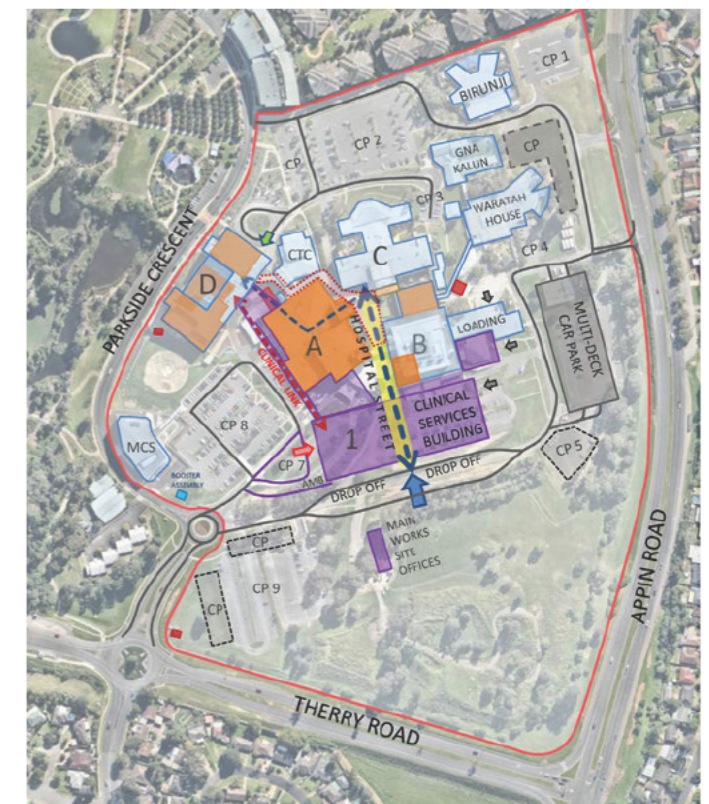 CP 1
BIRUNJI
CP 2
GNA
KALUN
CP
CP
CP 3
WARATAH
HOUSE
PARKSIDE CRESCENT
CTC
C
CP 4
D
MULTI-DECK
CAR PARK
LOADING
A
HOSPITAL STREET
B
CLINICAL LINK
CLINICAL
SERVICES
BUILDING
1
CP 8
MCS
CP 7
CP 5
BOOSTER
ASSEMBLY
AMB
DROP OFF
DROP OFF
MAIN
WORKS
SITE
OFFICES
CP
CP 9
CP
APPIN ROAD
THERRY ROAD